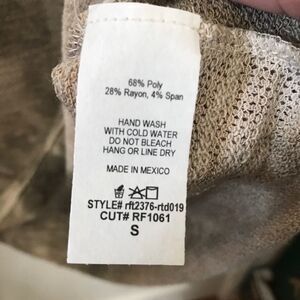 68% Poly
28% Rayon, 4% Span
HAND WASH
WITH COLD WATER
DO NOT BLEACH
HANG OR LINE DRY
MADE IN MEXICO
STYLE# rft2376-rtd019
CUT# RF1061
S